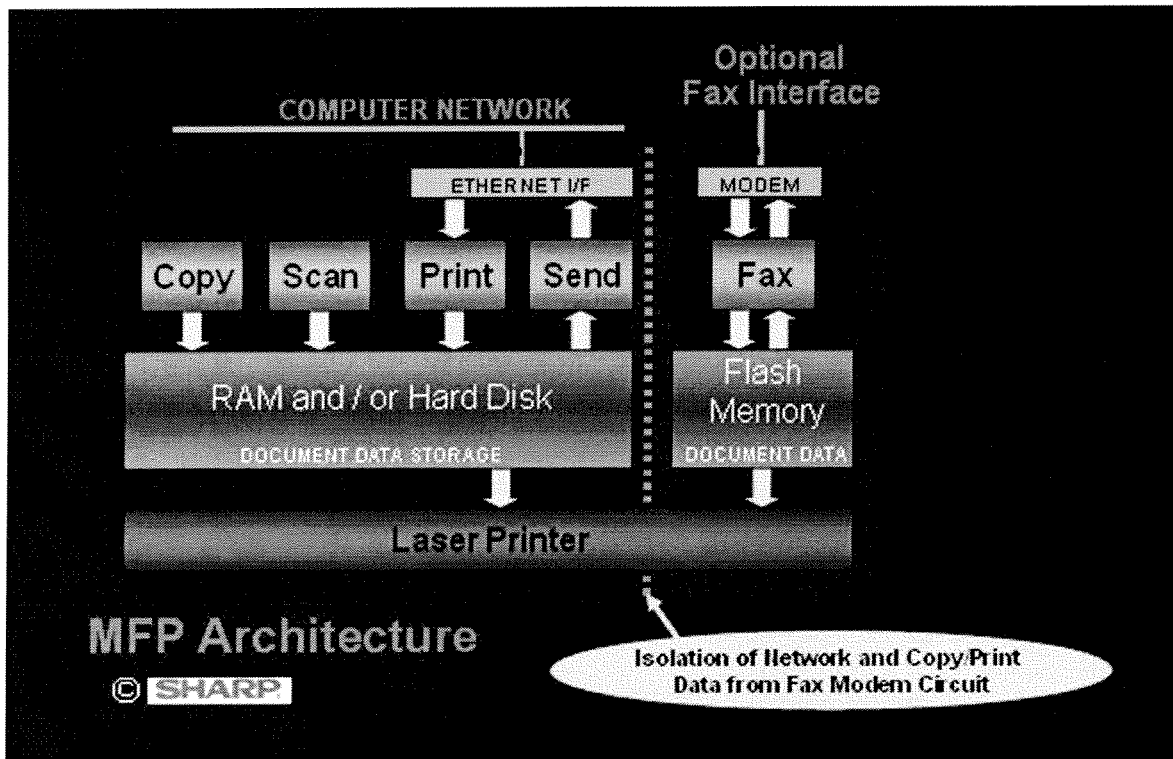 Optional
Fax Interface
COMPUTER NETWORK
ETHERNET I/F
MODEM
Copy
Scan
Print
Send
Fax
RAM and / or Hard Disk
DOCUMENT DATA STORAGE
Flash
Memory
DOCUMENT DATA
Laser Printer
MFP Architecture
© SHARP
Isolation of Network and Copy/Print
Data from Fax Modem Circuit